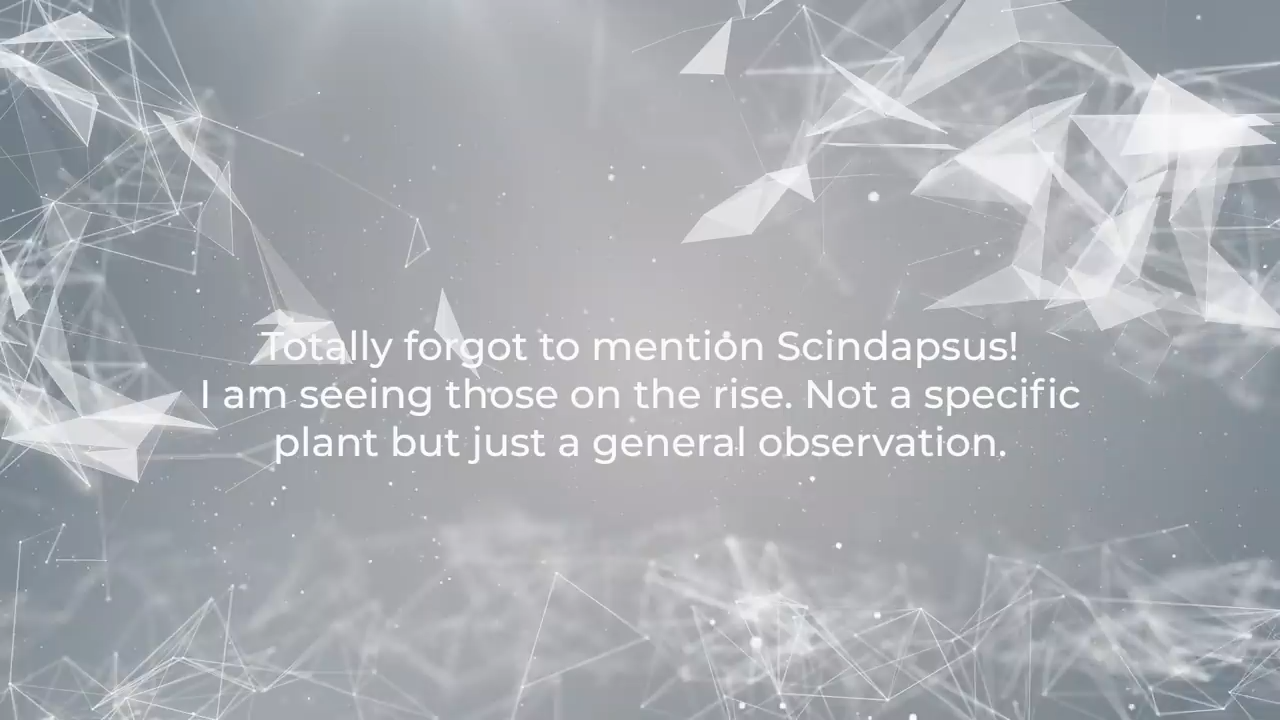 Totally forgot to mention Scindapsus!
I am seeing those on the rise. Not a specific
plant but just a general observation.